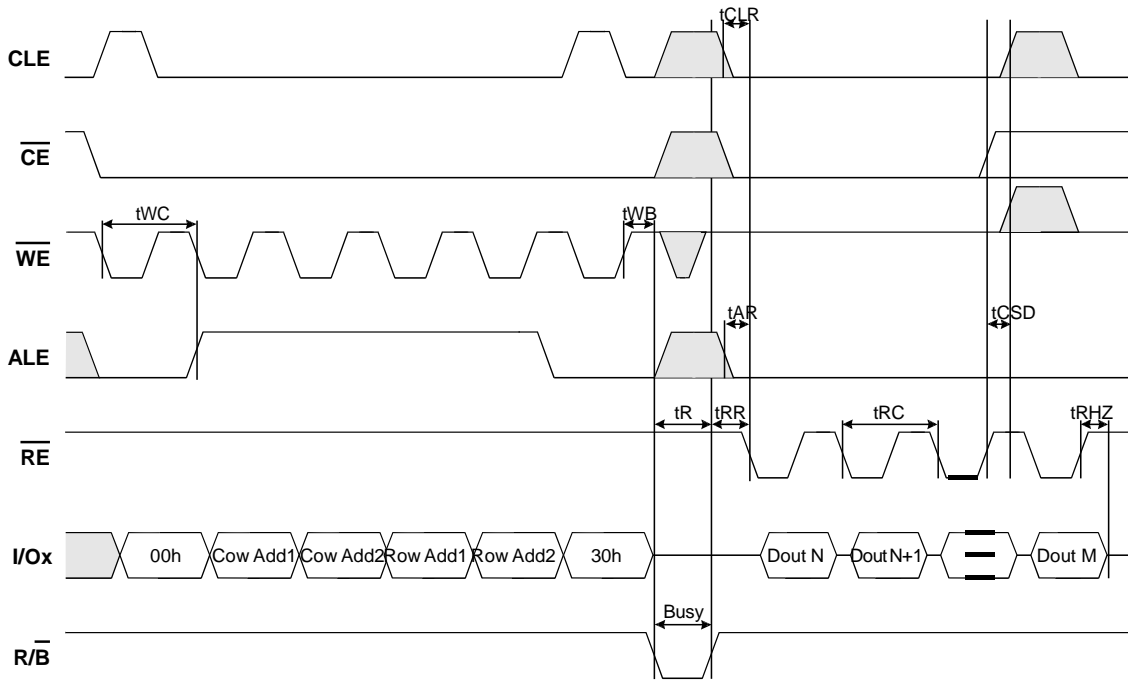 tCLR
CLE
CE
tWC
tWB
WE
tAR
tCSD
ALE
tR
tRR
tRC
tRHZ
RE
I/Ox
00h
Cow Add1
Cow Add2
Row Add1
Row Add2
30h
Dout N
Dout N+1
Dout M
Busy
R/B